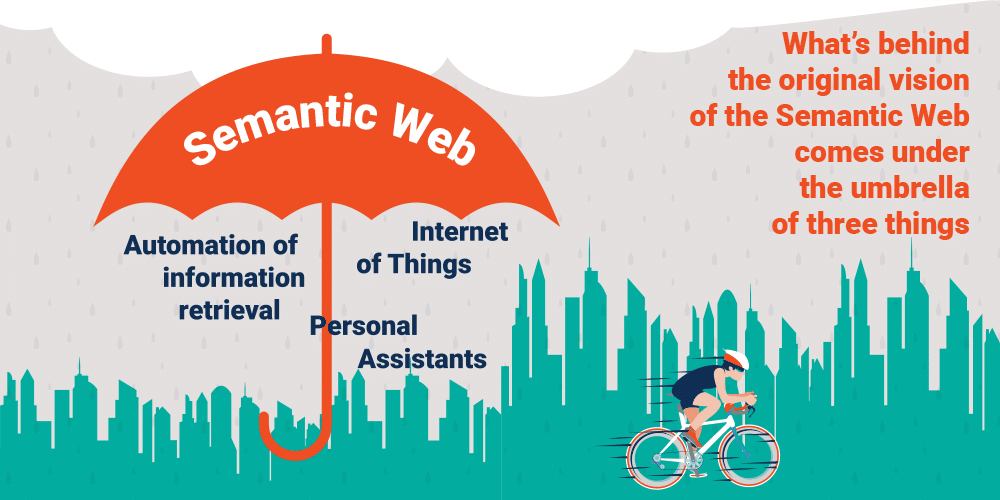 Semantic Web
Automation of
information
retrieval
Internet
of Things
Personal
Assistants
What’s behind
the original vision
of the Semantic Web
comes under
the umbrella
of three things